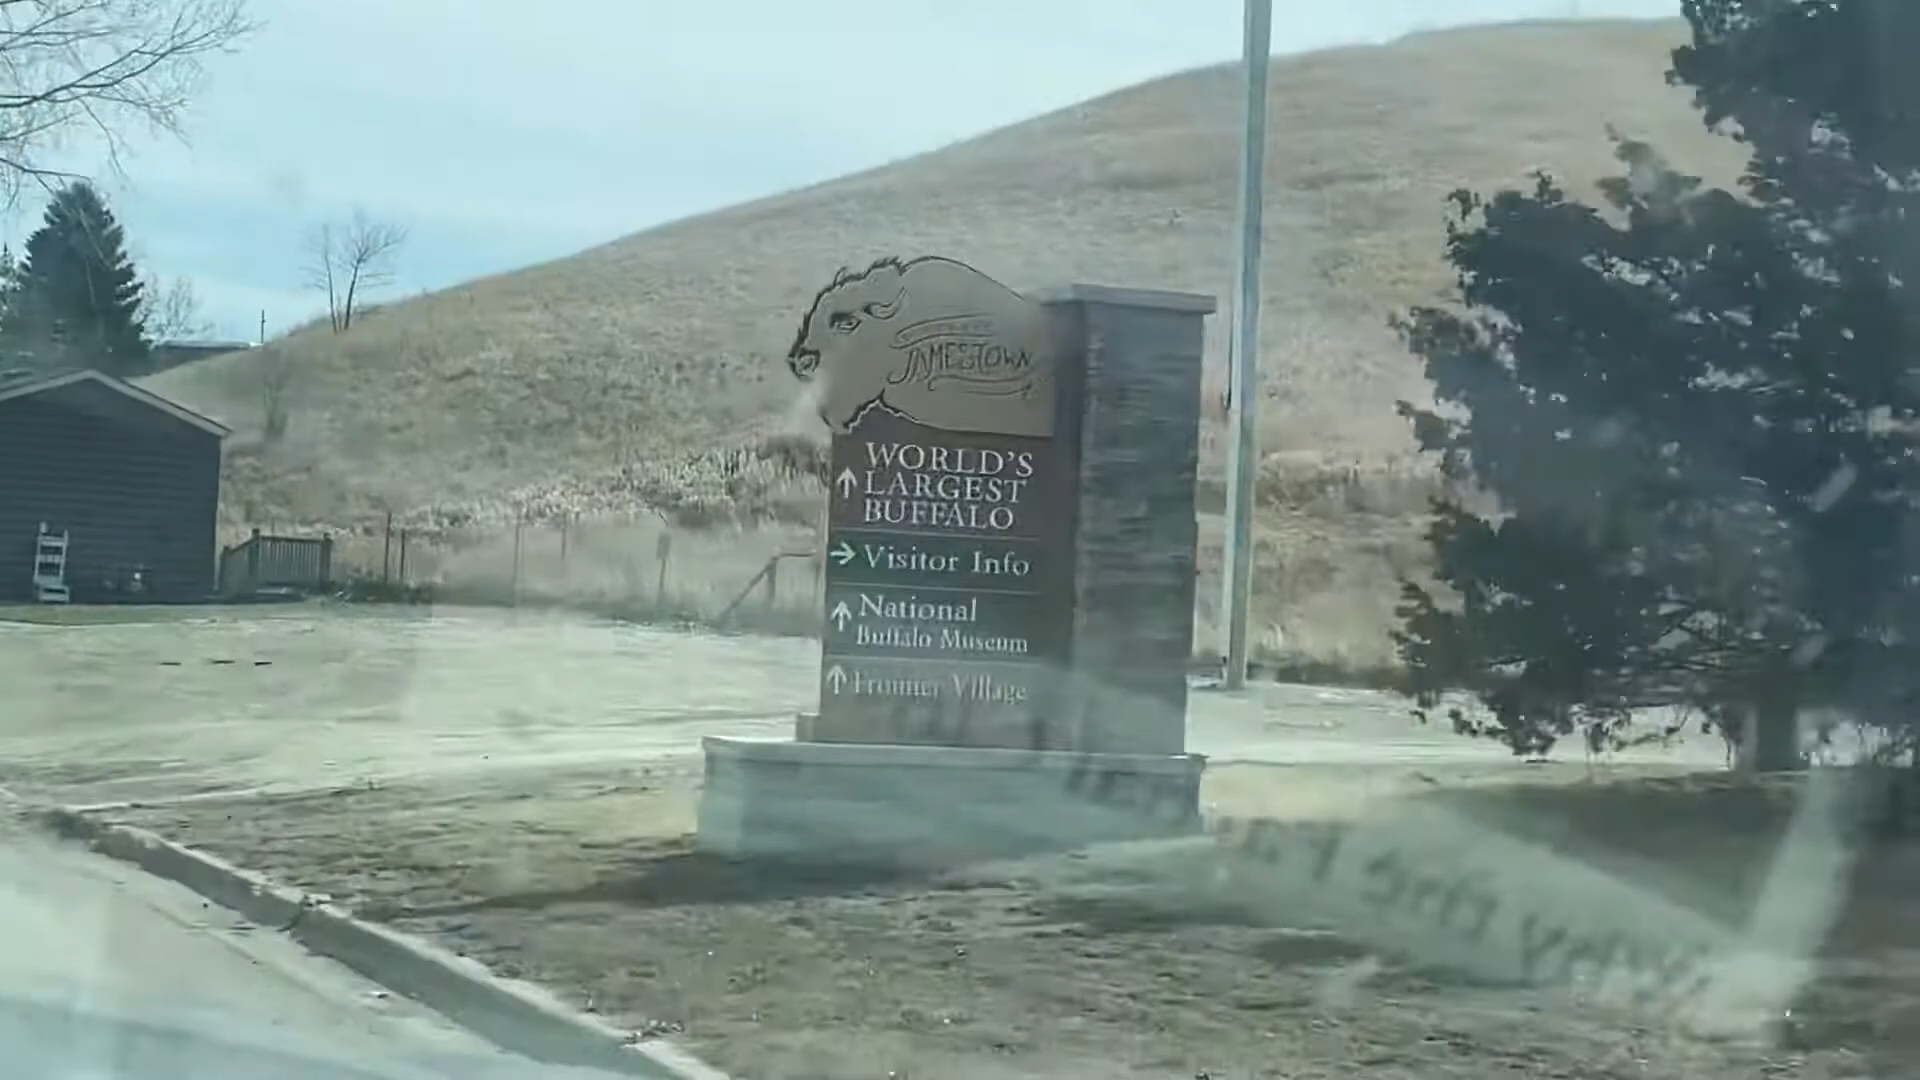 JAMESTOWN
WORLD'S
LARGEST
BUFFALO
Visitor Info
National
Buffalo Museum
Frontier Village